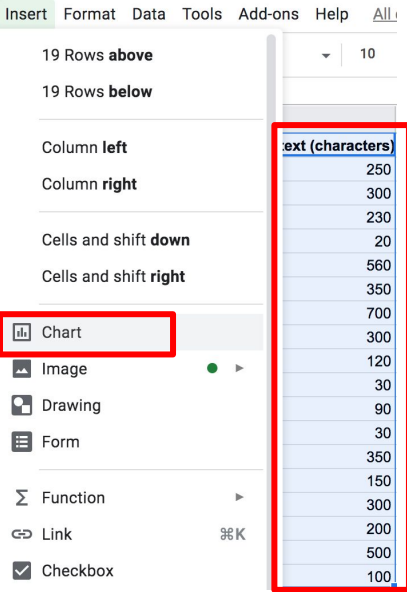 Insert Format Data Tools Add-ons Help All
10
19 Rows above
19 Rows below
Column left
Column right
Cells and shift down
Cells and shift right
Chart
Image
Drawing
Form
Function
Link ⌘K
Checkbox
text (characters)
250
300
230
20
560
350
700
300
120
30
90
30
350
150
300
200
500
100